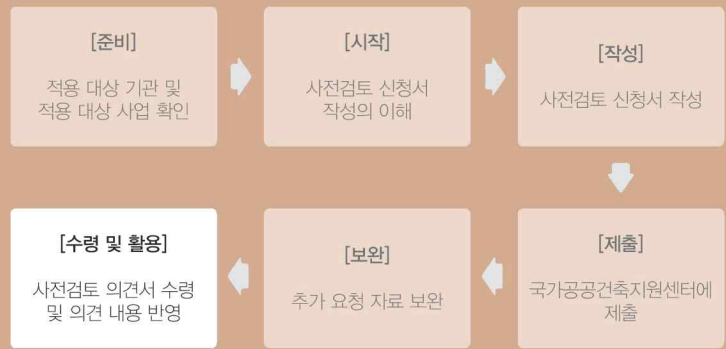 [준비]
적용 대상 기관 및
적용 대상 사업 확인
[시작]
사전검토 신청서
작성의 이해
[작성]
사전검토 신청서 작성
[제출]
국가공공건축지원센터에
제출
[보완]
추가 요청 자료 보완
[수령 및 활용]
사전검토 의견서 수령
및 의견 내용 반영